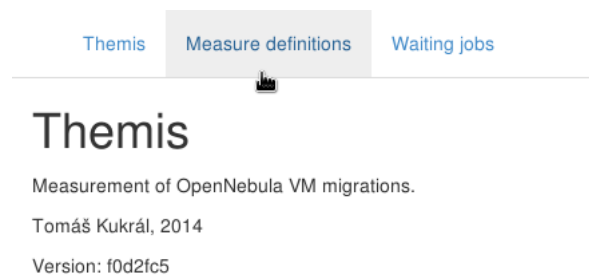 Themis Measure definitions Waiting jobs
Themis
Measurement of OpenNebula VM migrations.
Tomáš Kukrál, 2014
Version: f0d2fc5